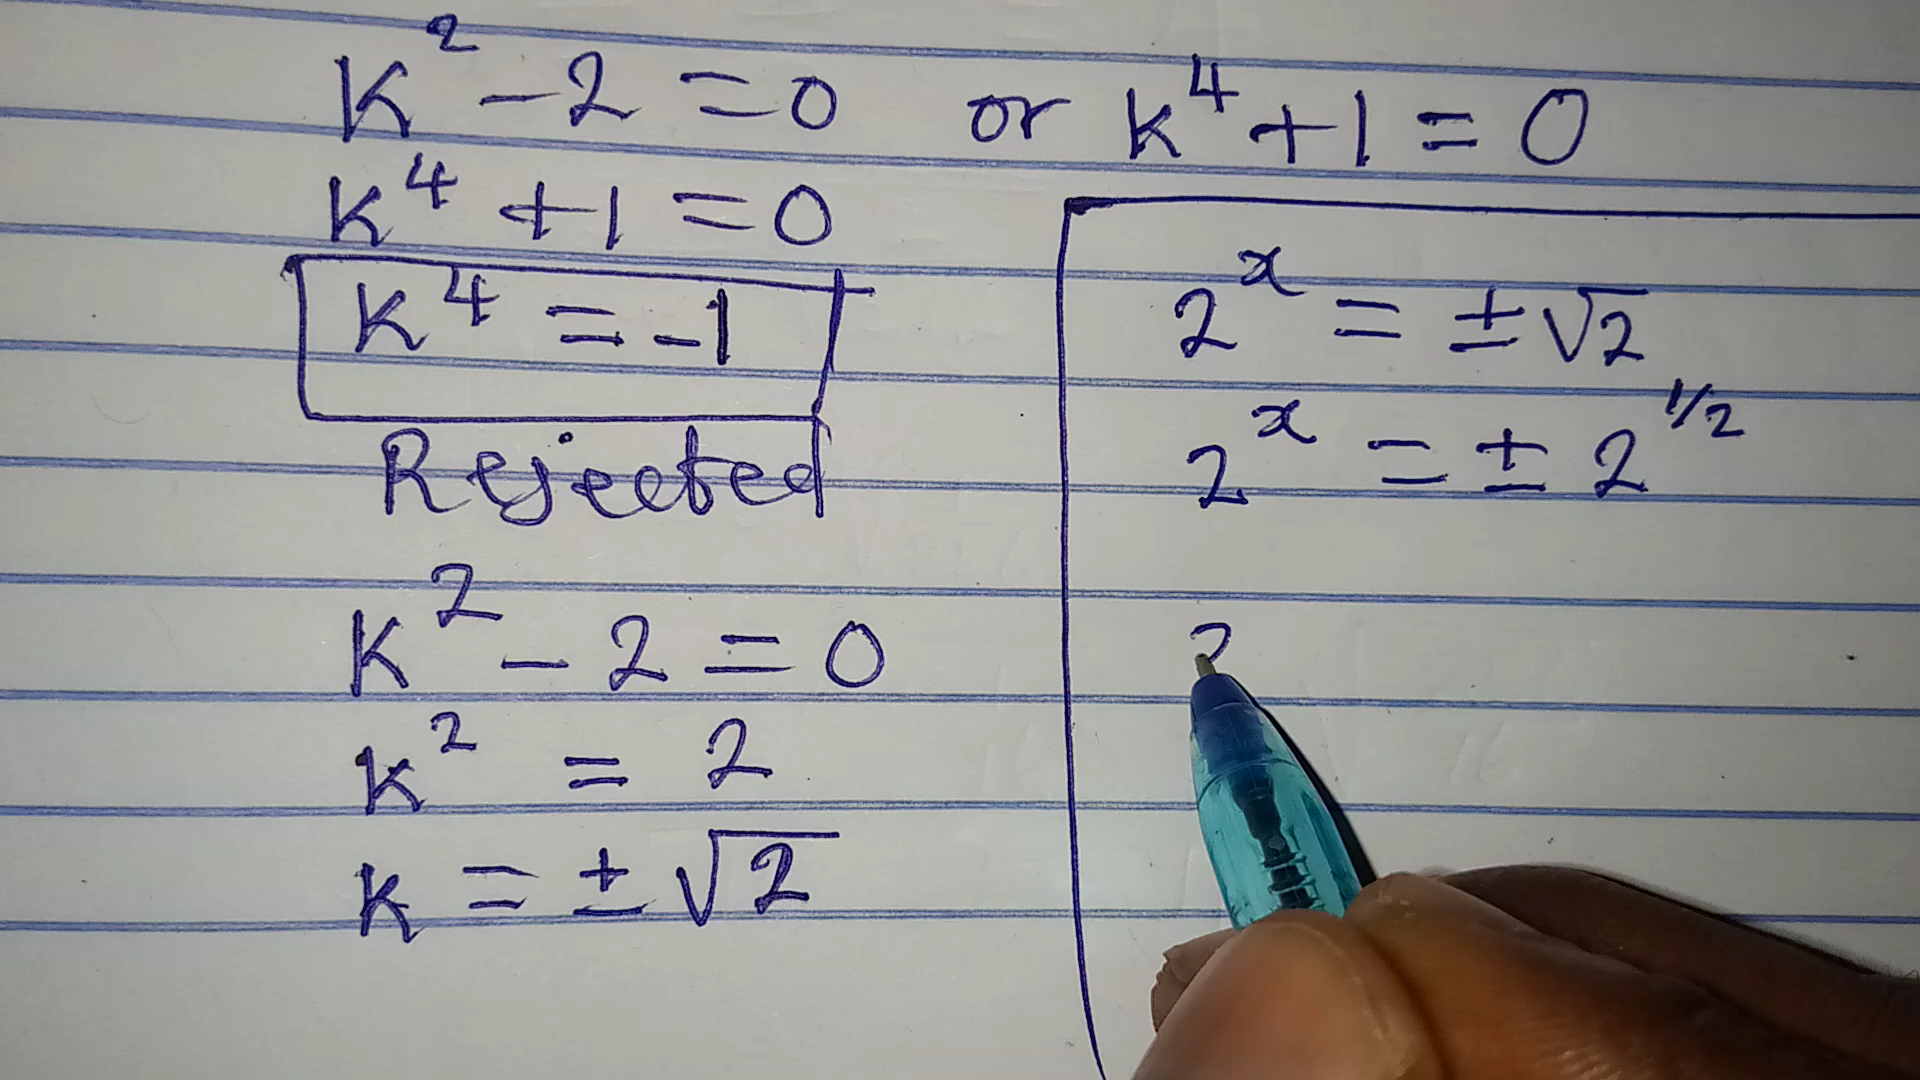 K² - 2 = 0 or k⁴ + 1 = 0
k⁴ + 1 = 0
K⁴ = -1
Rejected
K² - 2 = 0
k² = 2
k = ± √2
2ˣ = ± √2
2ˣ = ± 2^1/2
2